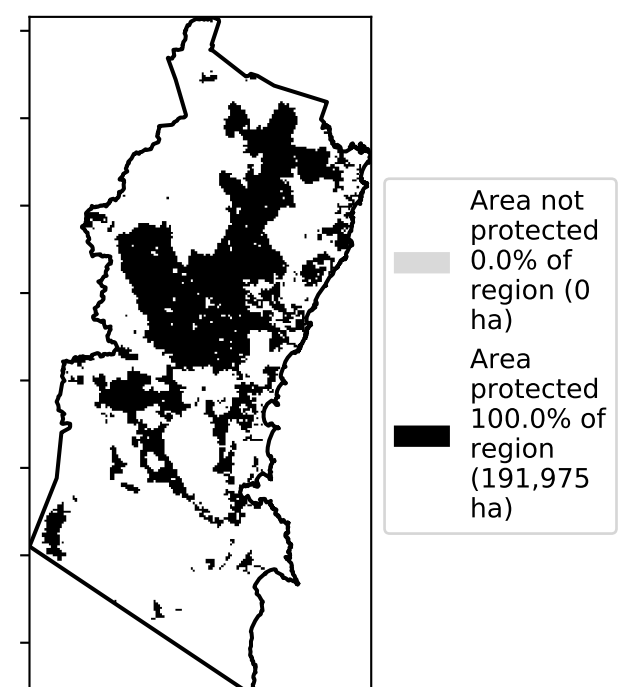 Area not
protected
0.0% of
region (0
ha)
Area
protected
100.0% of
region
(191,975
ha)